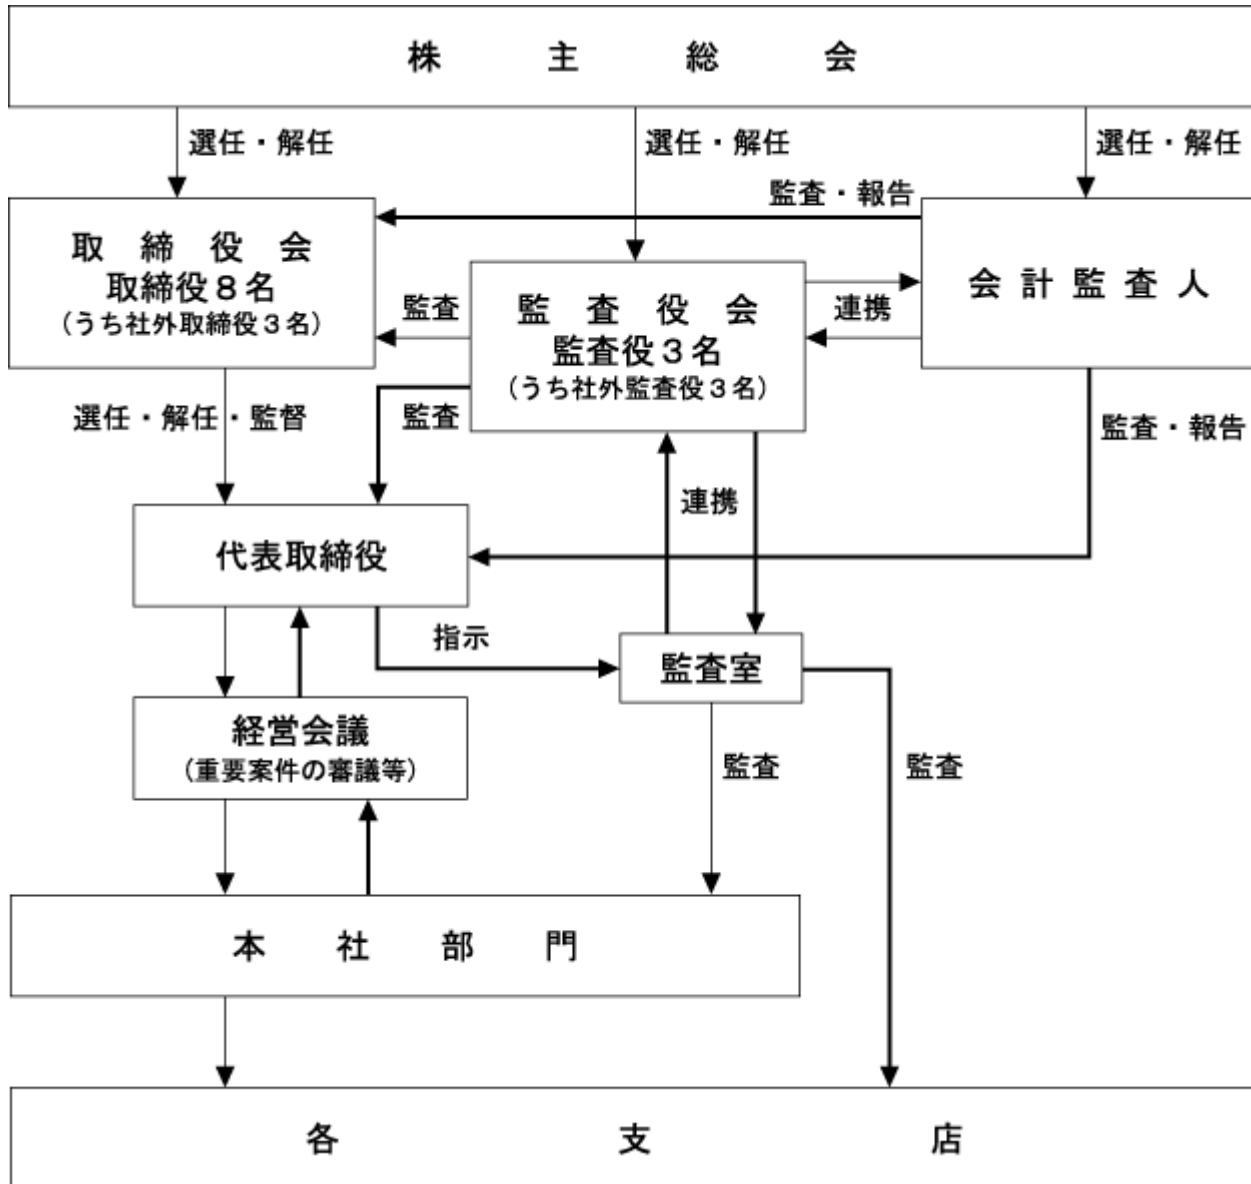 株主総会
選任・解任
選任・解任
選任・解任
監査・報告
取締役会
取締役８名
（うち社外取締役３名）
監査
監査役会
監査役３名
（うち社外監査役３名）
連携
会計監査人
選任・解任・監督
監査
監査・報告
連携
代表取締役
指示
監査室
経営会議
（重要案件の審議等）
監査
監査
本社部門
各支店